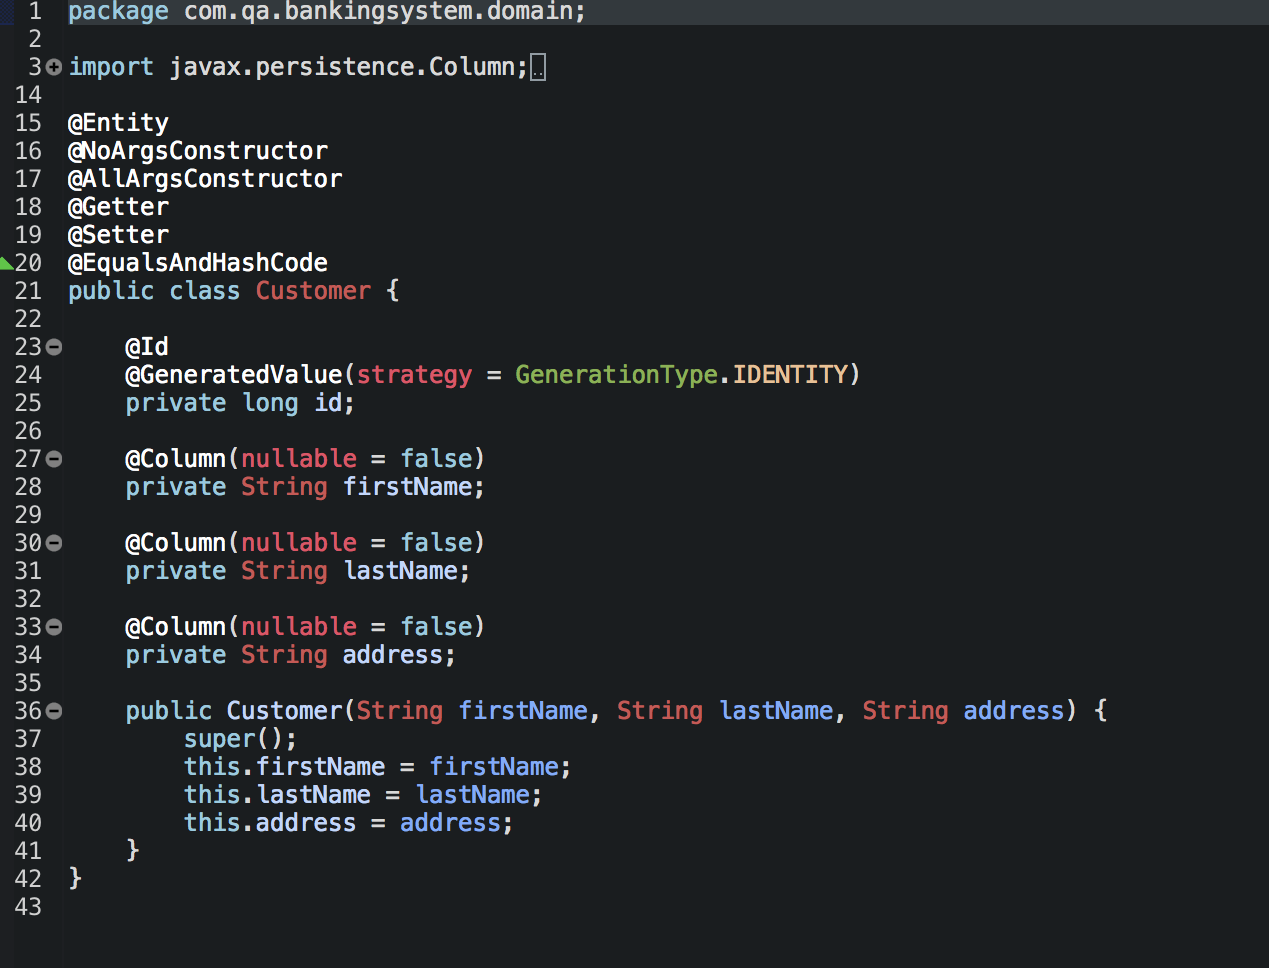 1 package com.qa.bankingsystem.domain;
2
3 import javax.persistence.Column;..
14
15 @Entity
16 @NoArgsConstructor
17 @AllArgsConstructor
18 @Getter
19 @Setter
20 @EqualsAndHashCode
21 public class Customer {
22
23 @Id
24 @GeneratedValue(strategy = GenerationType.IDENTITY)
25 private long id;
26
27 @Column(nullable = false)
28 private String firstName;
29
30 @Column(nullable = false)
31 private String lastName;
32
33 @Column(nullable = false)
34 private String address;
35
36 public Customer(String firstName, String lastName, String address) {
37 super();
38 this.firstName = firstName;
39 this.lastName = lastName;
40 this.address = address;
41 }
42 }
43